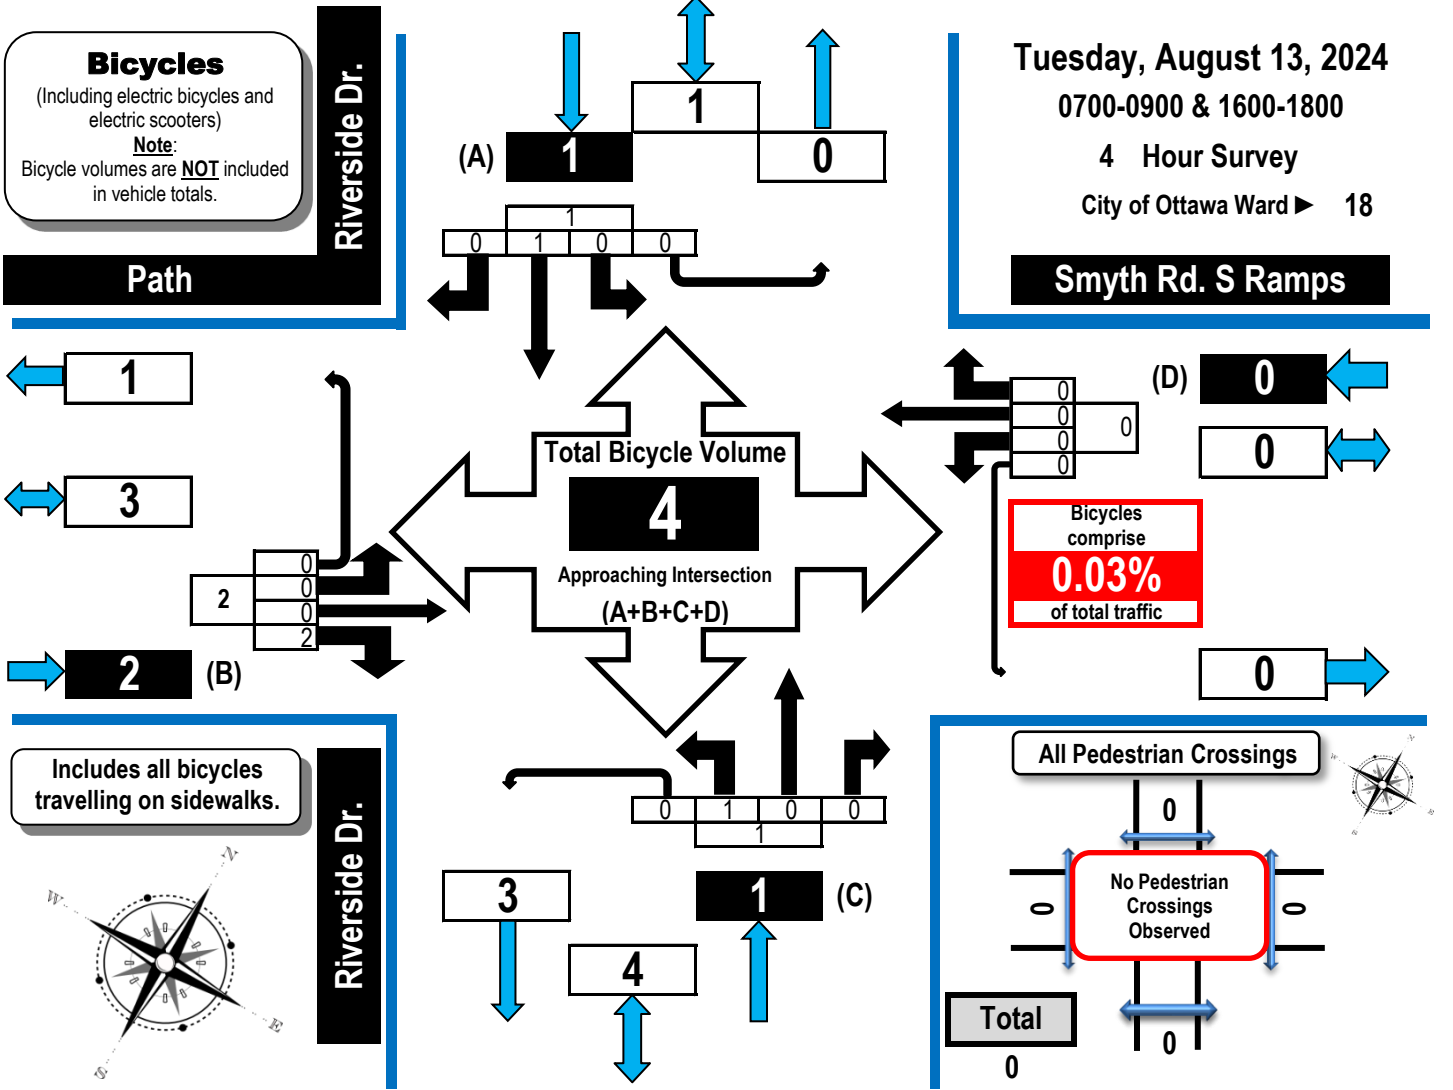 Bicycles
(Including electric bicycles and
electric scooters)
Note:
Bicycle volumes are NOT included
in vehicle totals.
Riverside Dr.
Path
(A)
1
1
0
1
0
1
0
0
Tuesday, August 13, 2024
0700-0900 & 1600-1800
4 Hour Survey
City of Ottawa Ward ► 18
Smyth Rd. S Ramps
1
3
2
0
0
0
2
2
(B)
Total Bicycle Volume
4
Approaching Intersection
(A+B+C+D)
0
0
0
0
0
(D)
0
0
0
Bicycles
comprise
0.03%
of total traffic
Includes all bicycles
travelling on sidewalks.
N
W
E
S
Riverside Dr.
0
1
0
0
1
3
4
1
(C)
All Pedestrian Crossings
N
W
E
S
0
0
No Pedestrian
Crossings
Observed
0
0
Total
0